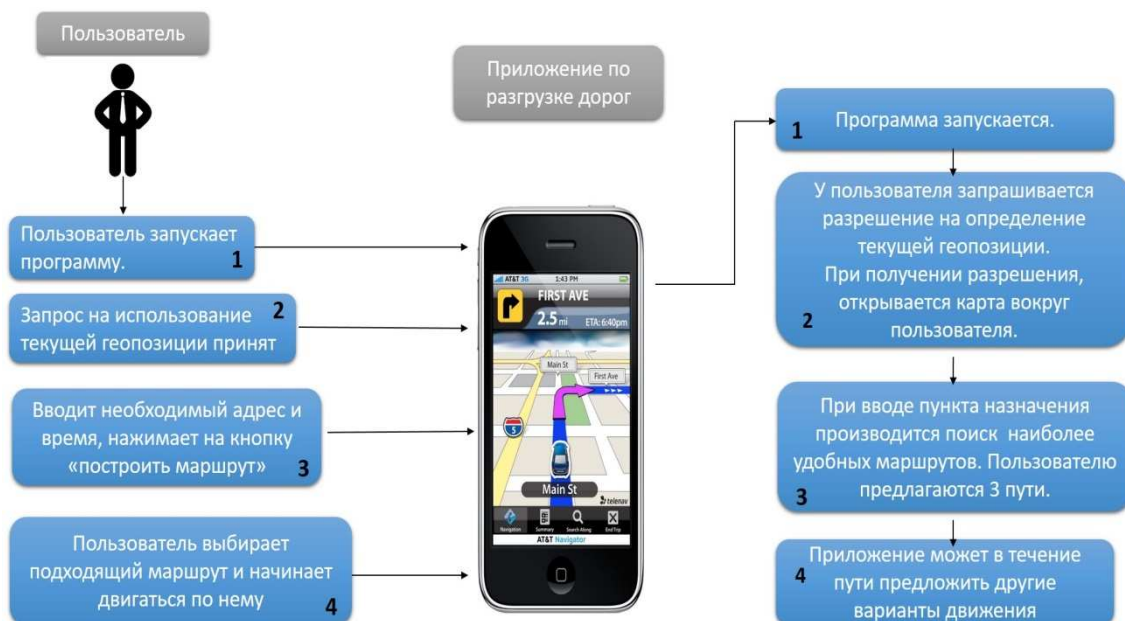 Пользователь
Приложение по
разгрузке дорог
Пользователь запускает
программу.
1
Запрос на использование
текущей геопозиции принят
2
Вводит необходимый адрес и
время, нажимает на кнопку
«построить маршрут»
3
Пользователь выбирает
подходящий маршрут и начинает
двигаться по нему
4
AT&T 3G 1:43 PM
FIRST AVE
2.5 mi ETA: 6:40pm
Main St
First Ave
5
Main St
telenav
Navigation Summary Search Along End Trip
AT&T Navigator
1
Программа запускается.
У пользователя запрашивается
разрешение на определение
текущей геопозиции.
При получении разрешения,
открывается карта вокруг
пользователя.
2
При вводе пункта назначения
производится поиск наиболее
удобных маршрутов. Пользователю
предлагаются 3 пути.
3
4
Приложение может в течение
пути предложить другие
варианты движения